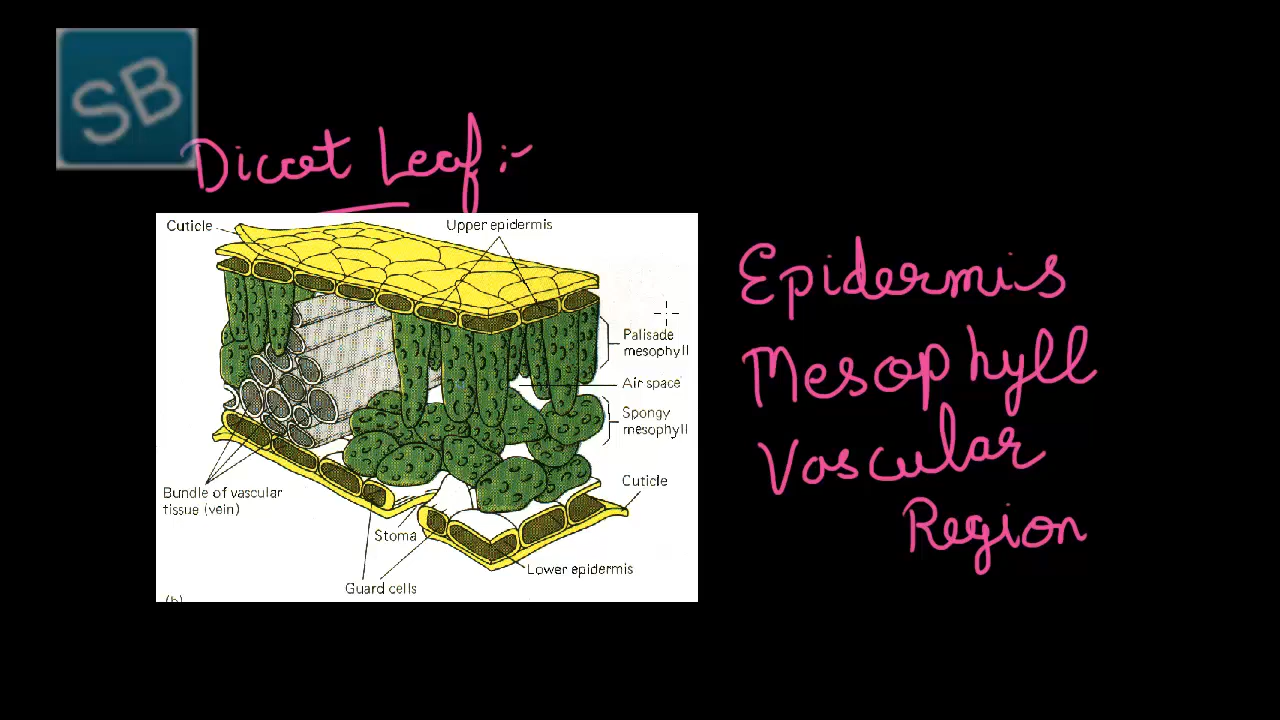 SB
Dicot Leaf :-
Cuticle
Upper epidermis
Palisade
mesophyll
Air space
Spongy
mesophyll
Cuticle
Bundle of vascular
tissue (vein)
Stoma
Lower epidermis
Guard cells
(b)
Epidermis
Mesophyll
Vascular
Region